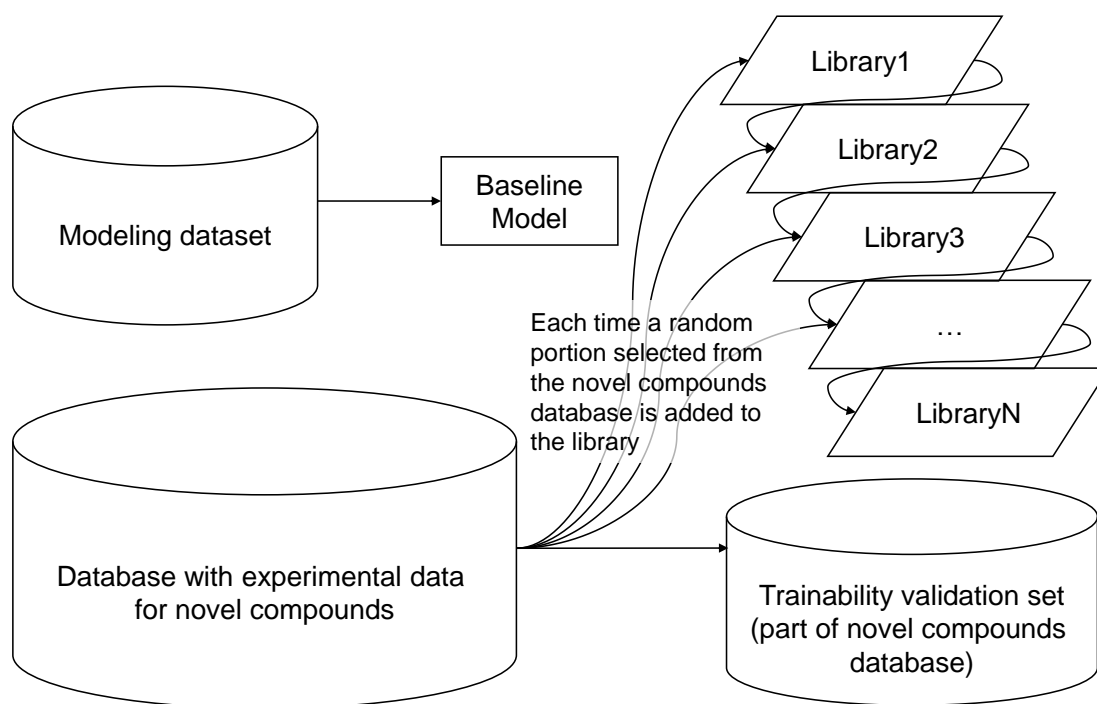 Library1
Library2
Library3
…
LibraryN
Modeling dataset
Baseline
Model
Each time a random
portion selected from
the novel compounds
database is added to
the library
Database with experimental data
for novel compounds
Trainability validation set
(part of novel compounds
database)